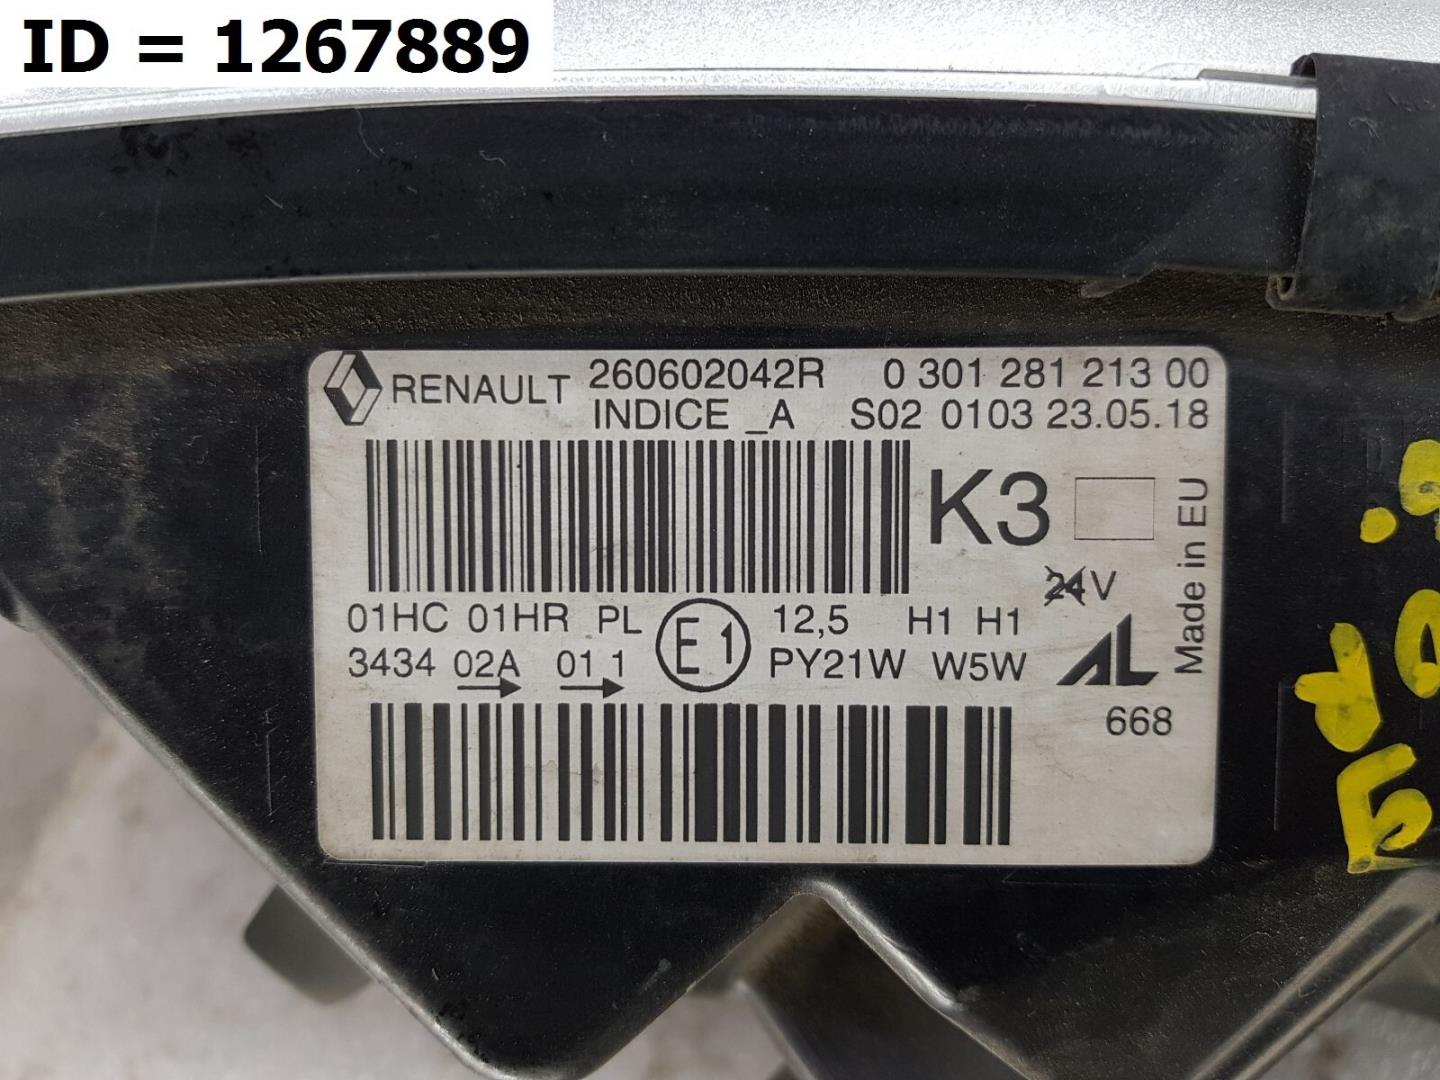 ID = 1267889
RENAULT 260602042R 0 301 281 213 00
INDICE _A S02 0103 23.05.18
K3
24V
Made in EU
01HC 01HR PL E1 12,5 H1 H1
3434 02A 01 1 PY21W W5W AL
668